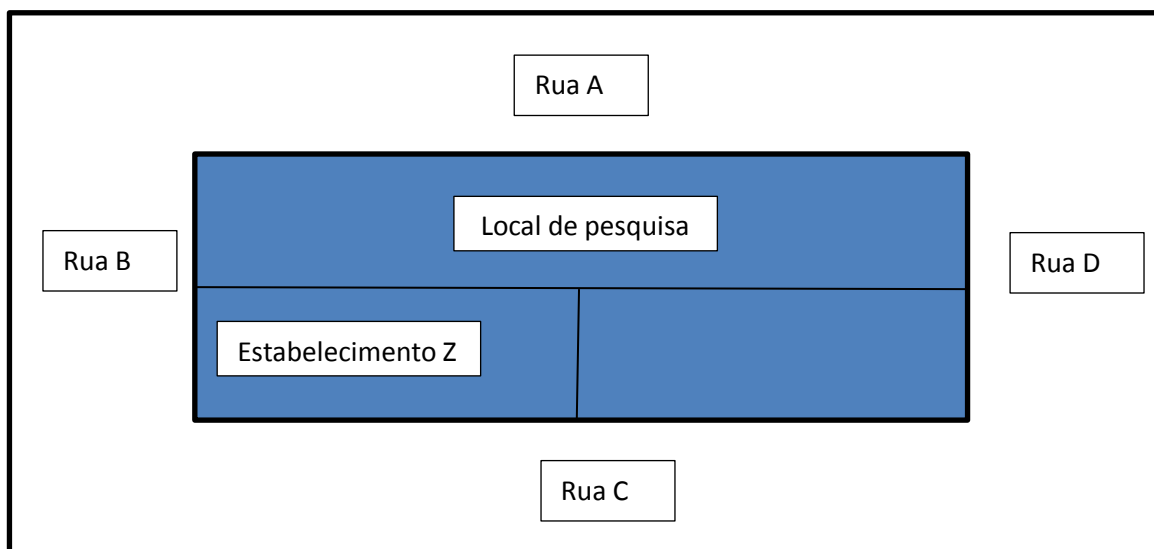 Rua A
Local de pesquisa
Rua B
Rua D
Estabelecimento Z
Rua C